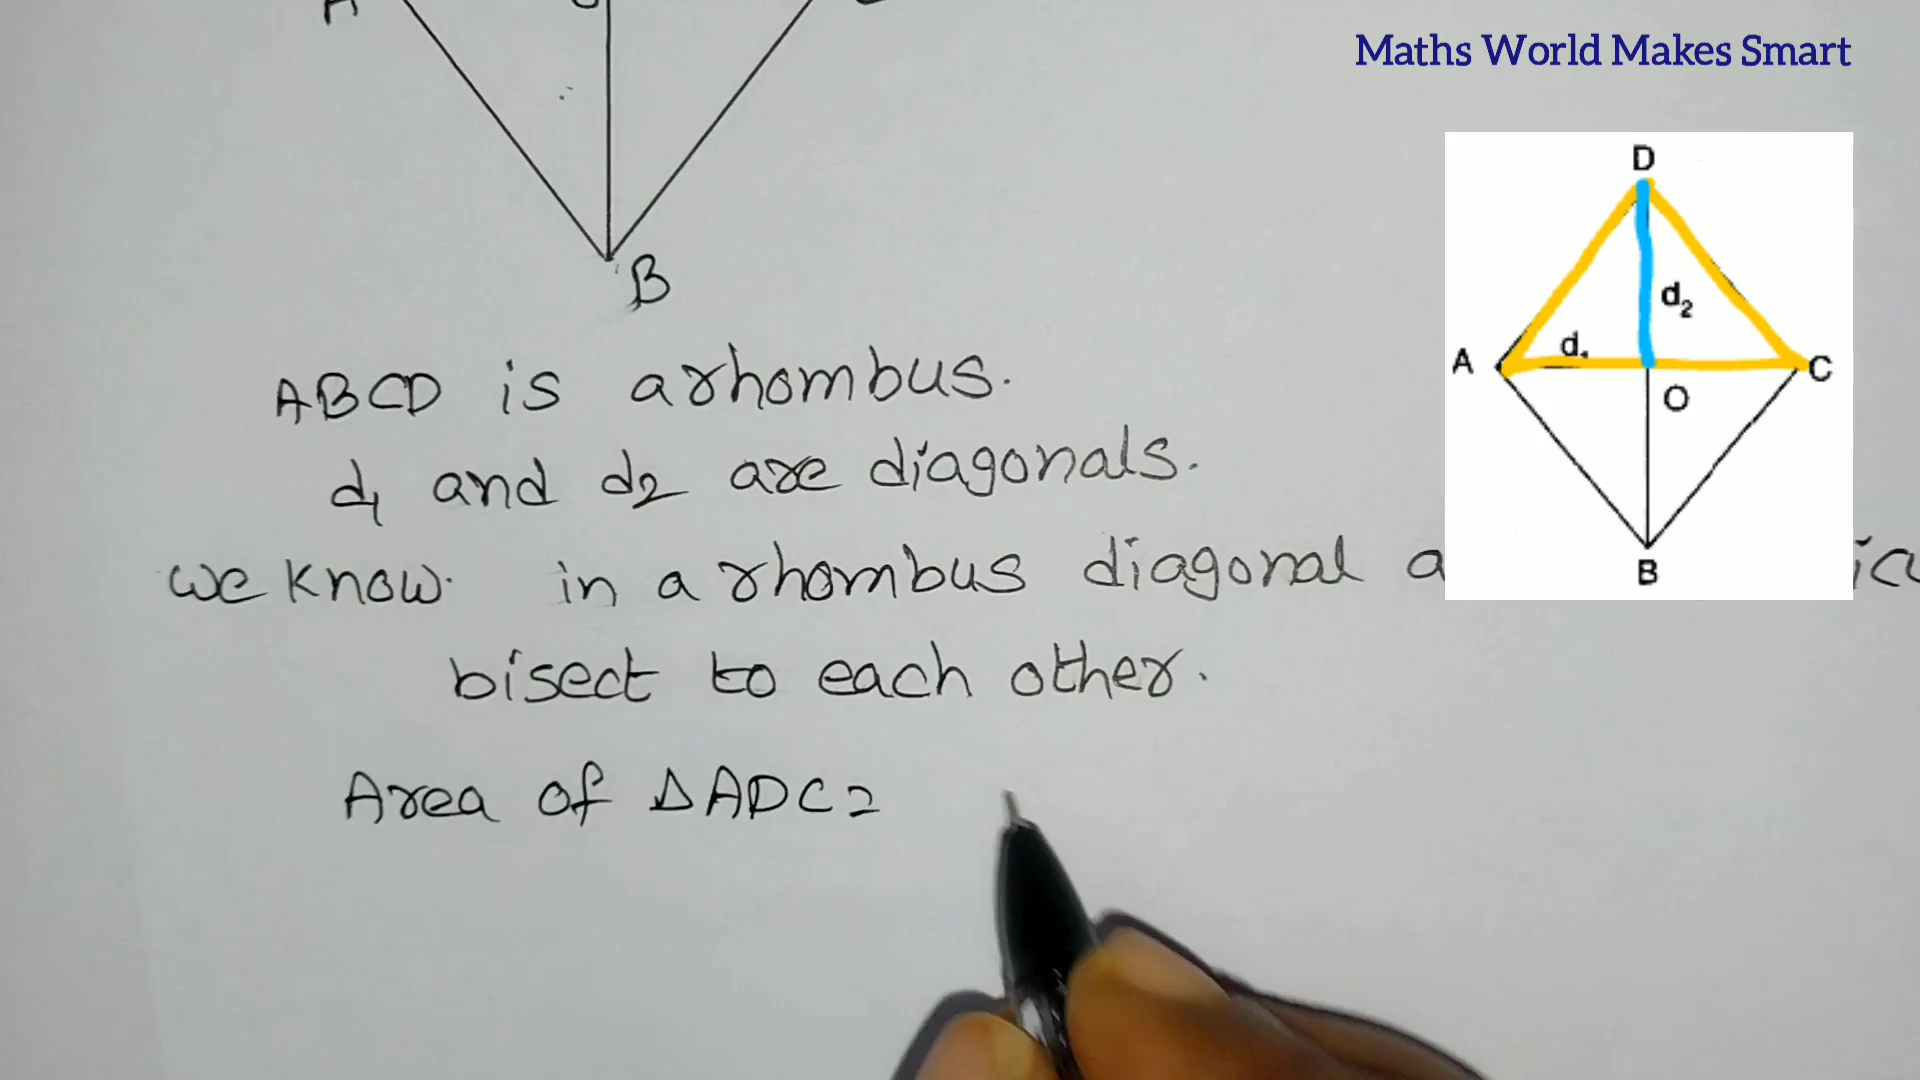 Maths World Makes Smart
D
d2
A
d1
C
O
B
B
ABCD is a rhombus.
d1 and d2 are diagonals.
we know. in a rhombus diagonal
bisect to each other.
Area of △ADC =